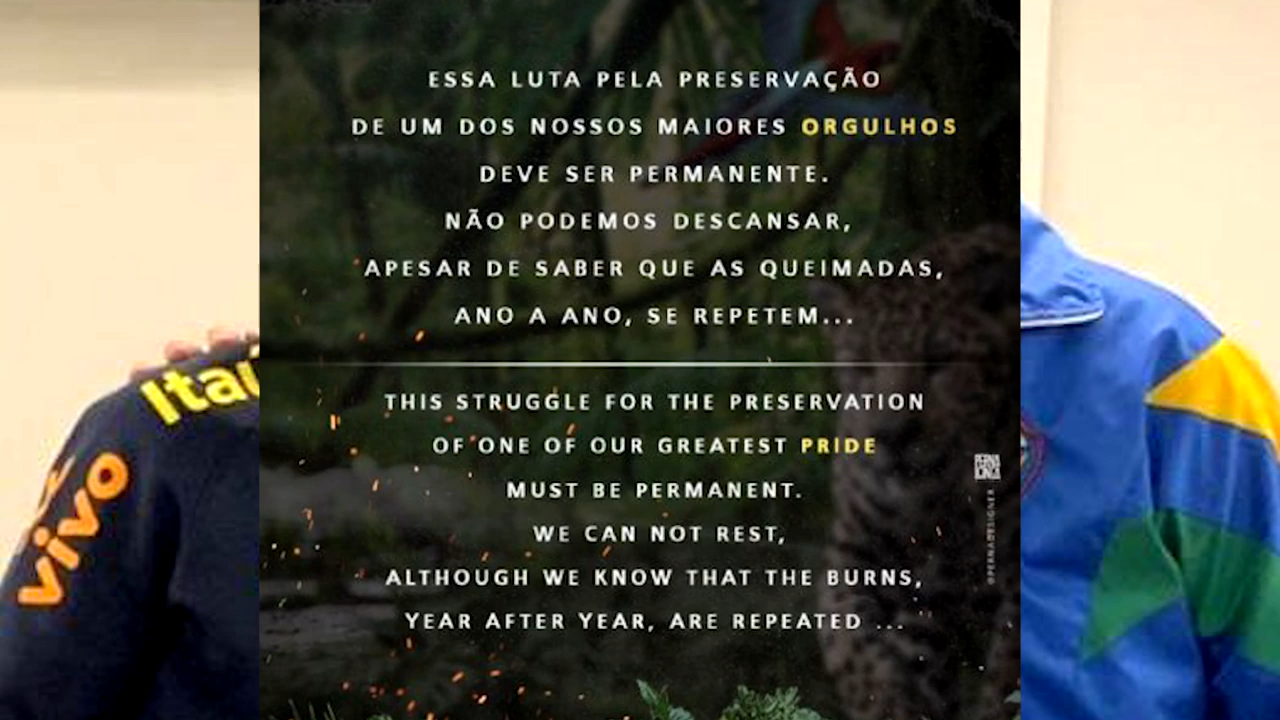 ESSA LUTA PELA PRESERVAÇÃO
DE UM DOS NOSSOS MAIORES ORGULHOS
DEVE SER PERMANENTE.
NÃO PODEMOS DESCANSAR,
APESAR DE SABER QUE AS QUEIMADAS,
ANO A ANO, SE REPETEM...
THIS STRUGGLE FOR THE PRESERVATION
OF ONE OF OUR GREATEST PRIDE
MUST BE PERMANENT.
WE CAN NOT REST,
ALTHOUGH WE KNOW THAT THE BURNS,
YEAR AFTER YEAR, ARE REPEATED ...
Itaú
vivo
@PERNADESIGNER